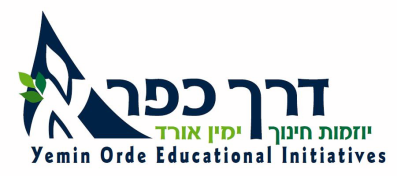 דרך כפר
יוזמות חינוך ימין אורד
Yemin Orde Educational Initiatives